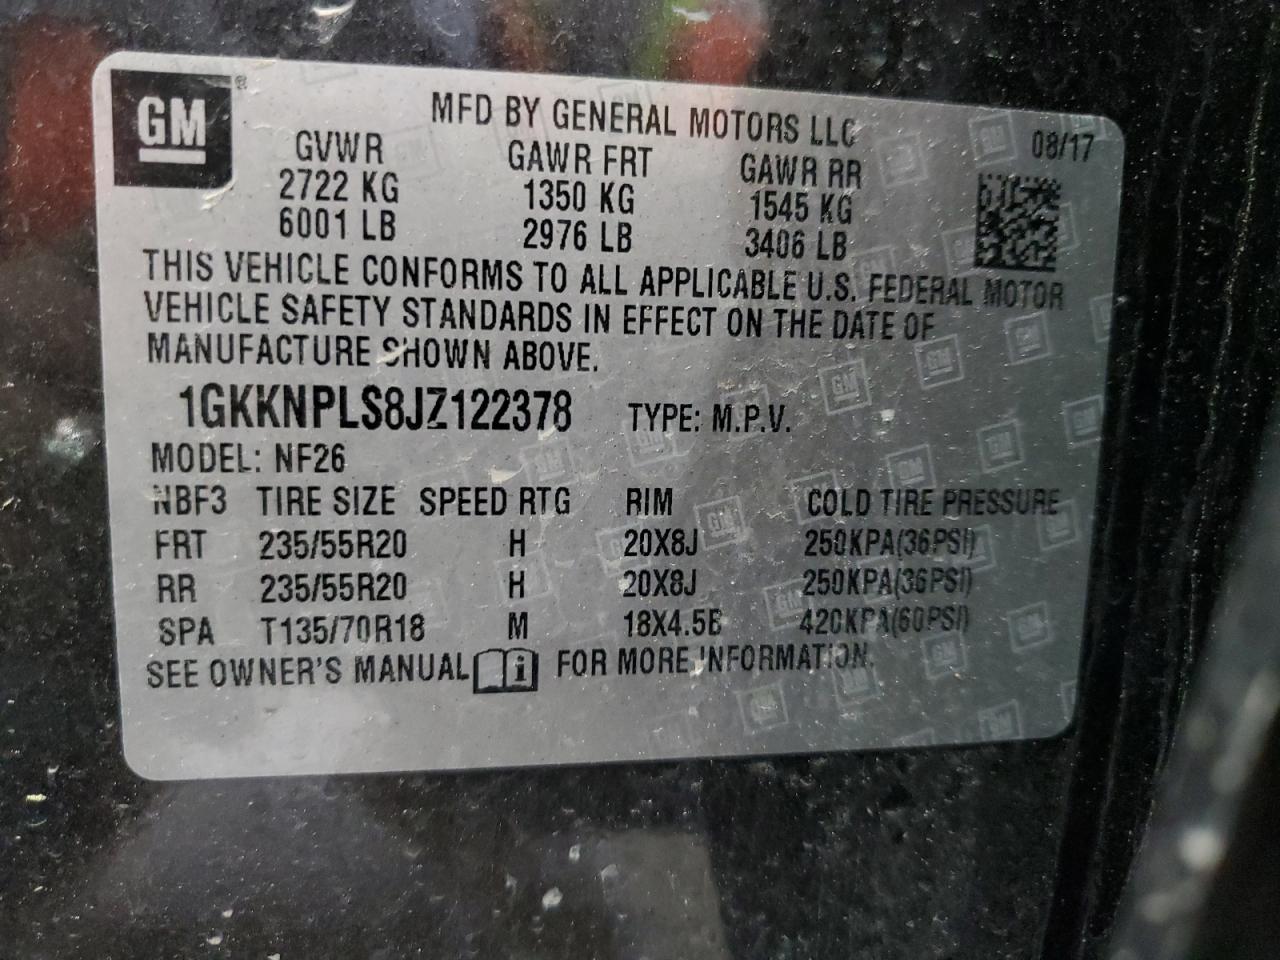 GM ®
MFD BY GENERAL MOTORS LLC
08/17
GVWR GAWR FRT GAWR RR
2722 KG 1350 KG 1545 KG
6001 LB 2976 LB 3406 LB
THIS VEHICLE CONFORMS TO ALL APPLICABLE U.S. FEDERAL MOTOR
VEHICLE SAFETY STANDARDS IN EFFECT ON THE DATE OF
MANUFACTURE SHOWN ABOVE.
1GKKNPLS8JZ122378 TYPE: M.P.V.
MODEL: NF26
NBF3 TIRE SIZE SPEED RTG RIM COLD TIRE PRESSURE
FRT 235/55R20 H 20X8J 250KPA(36PSI)
RR 235/55R20 H 20X8J 250KPA(36PSI)
SPA T135/70R18 M 18X4.5B 420KPA(60PSI)
SEE OWNER'S MANUAL FOR MORE INFORMATION.